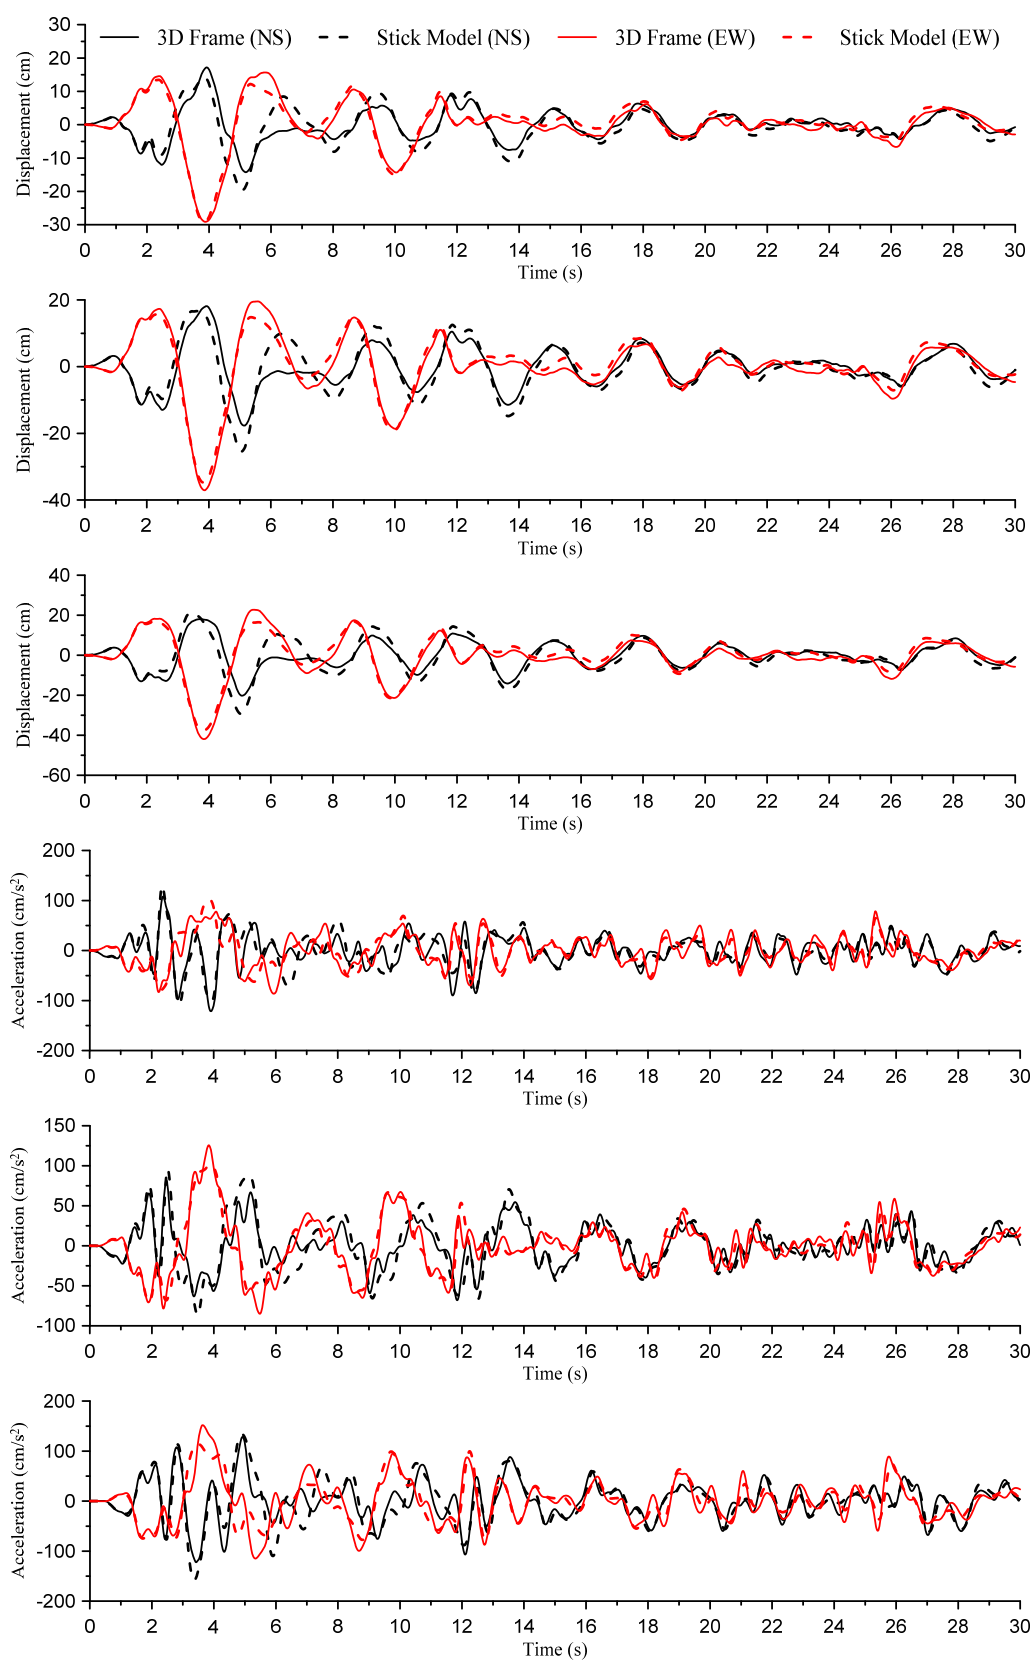 3D Frame (NS) Stick Model (NS) 3D Frame (EW) Stick Model (EW)
Displacement (cm)
30
20
10
0
-10
-20
-30
0 2 4 6 8 10 12 14 16 18 20 22 24 26 28 30
Time (s)
Displacement (cm)
20
0
-20
-40
0 2 4 6 8 10 12 14 16 18 20 22 24 26 28 30
Time (s)
Displacement (cm)
40
20
0
-20
-40
-60
0 2 4 6 8 10 12 14 16 18 20 22 24 26 28 30
Time (s)
Acceleration (cm/s²)
200
100
0
-100
-200
0 2 4 6 8 10 12 14 16 18 20 22 24 26 28 30
Time (s)
Acceleration (cm/s²)
150
100
50
0
-50
-100
0 2 4 6 8 10 12 14 16 18 20 22 24 26 28 30
Time (s)
Acceleration (cm/s²)
200
100
0
-100
-200
0 2 4 6 8 10 12 14 16 18 20 22 24 26 28 30
Time (s)